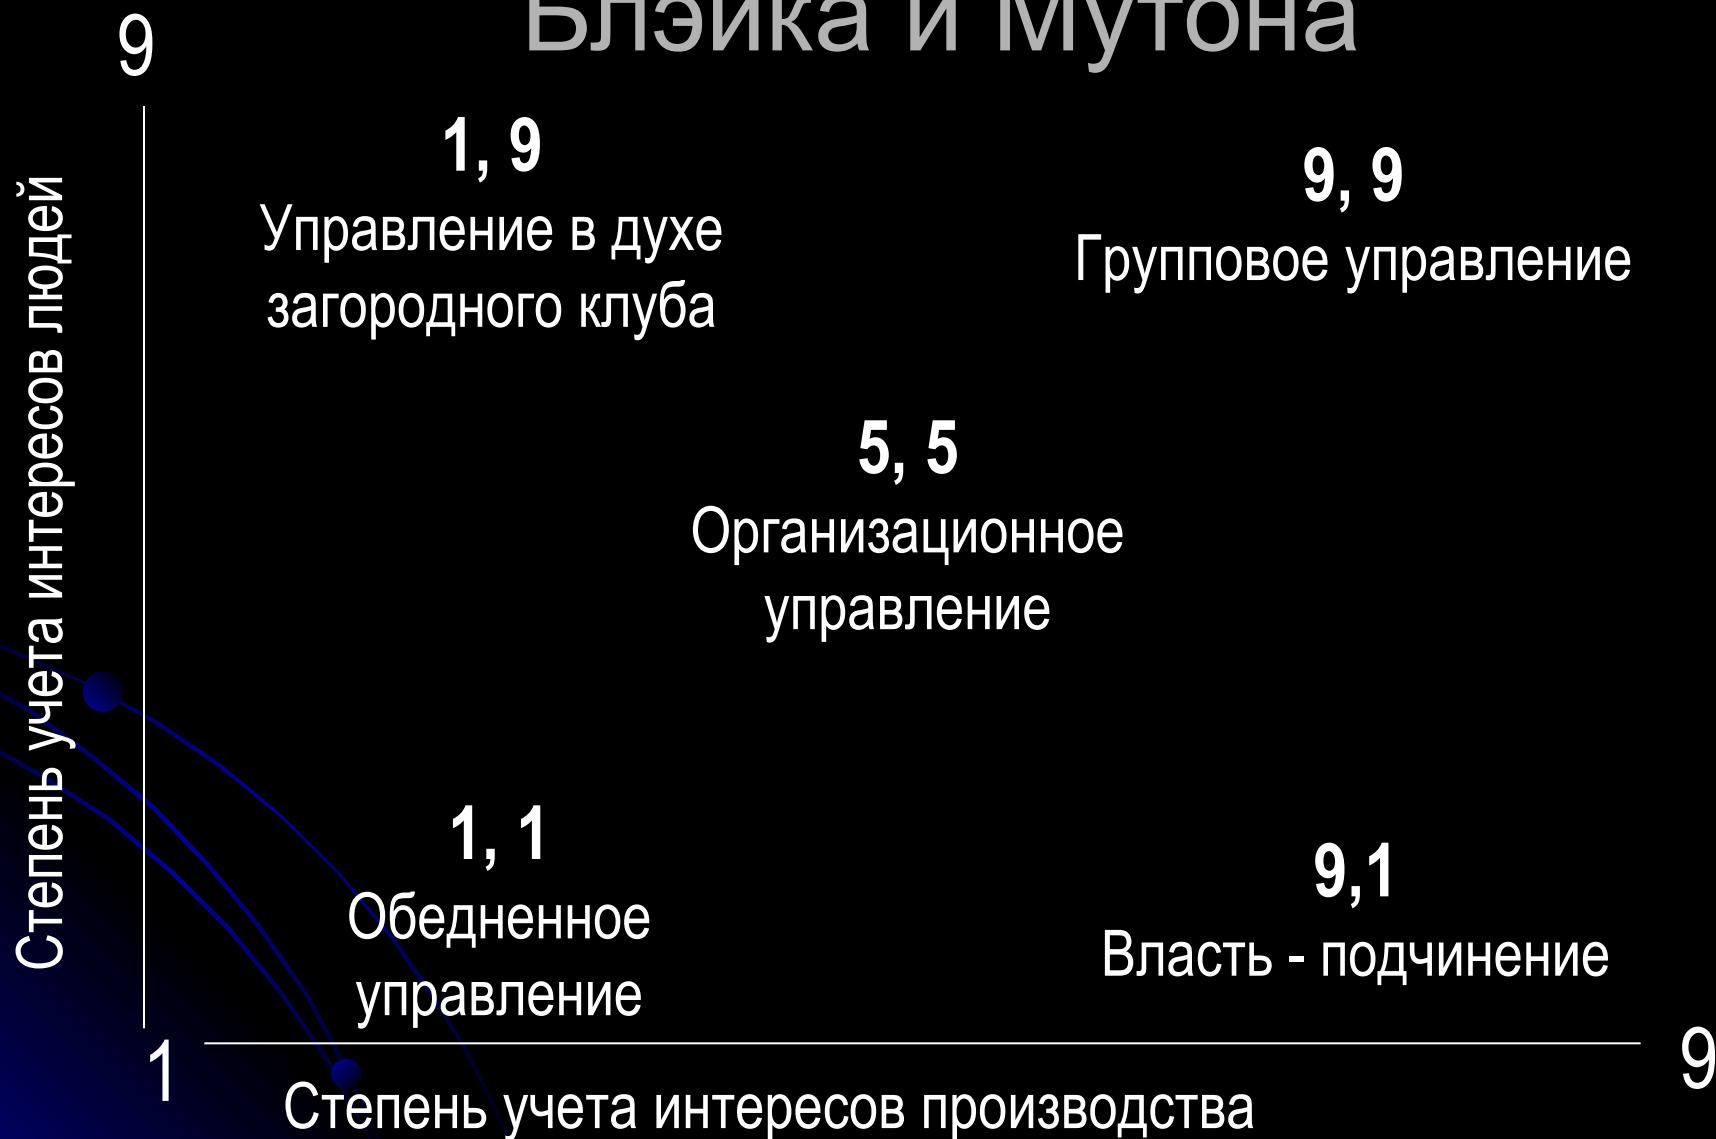 Блэйка и Мутона
9
Степень учета интересов людей
1, 9
Управление в духе
загородного клуба
9, 9
Групповое управление
5, 5
Организационное
управление
1, 1
Обедненное
управление
9,1
Власть - подчинение
1
9
Степень учета интересов производства